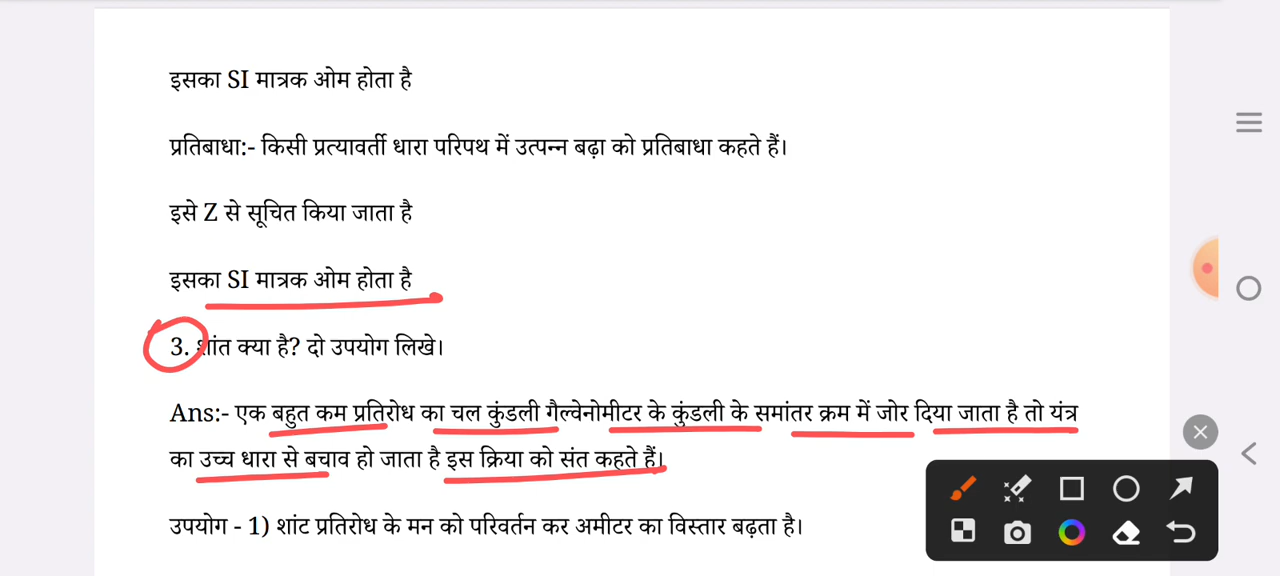 इसका SI मात्रक ओम होता है
प्रतिबाधा:- किसी प्रत्यावर्ती धारा परिपथ में उत्पन्न बढ़ा को प्रतिबाधा कहते हैं।
इसे Z से सूचित किया जाता है
इसका SI मात्रक ओम होता है
3. शांत क्या है? दो उपयोग लिखे।
Ans:- एक बहुत कम प्रतिरोध का चल कुंडली गैल्वेनोमीटर के कुंडली के समांतर क्रम में जोर दिया जाता है तो यंत्र
का उच्च धारा से बचाव हो जाता है इस क्रिया को संत कहते हैं।
उपयोग - 1) शांट प्रतिरोध के मन को परिवर्तन कर अमीटर का विस्तार बढ़ता है।